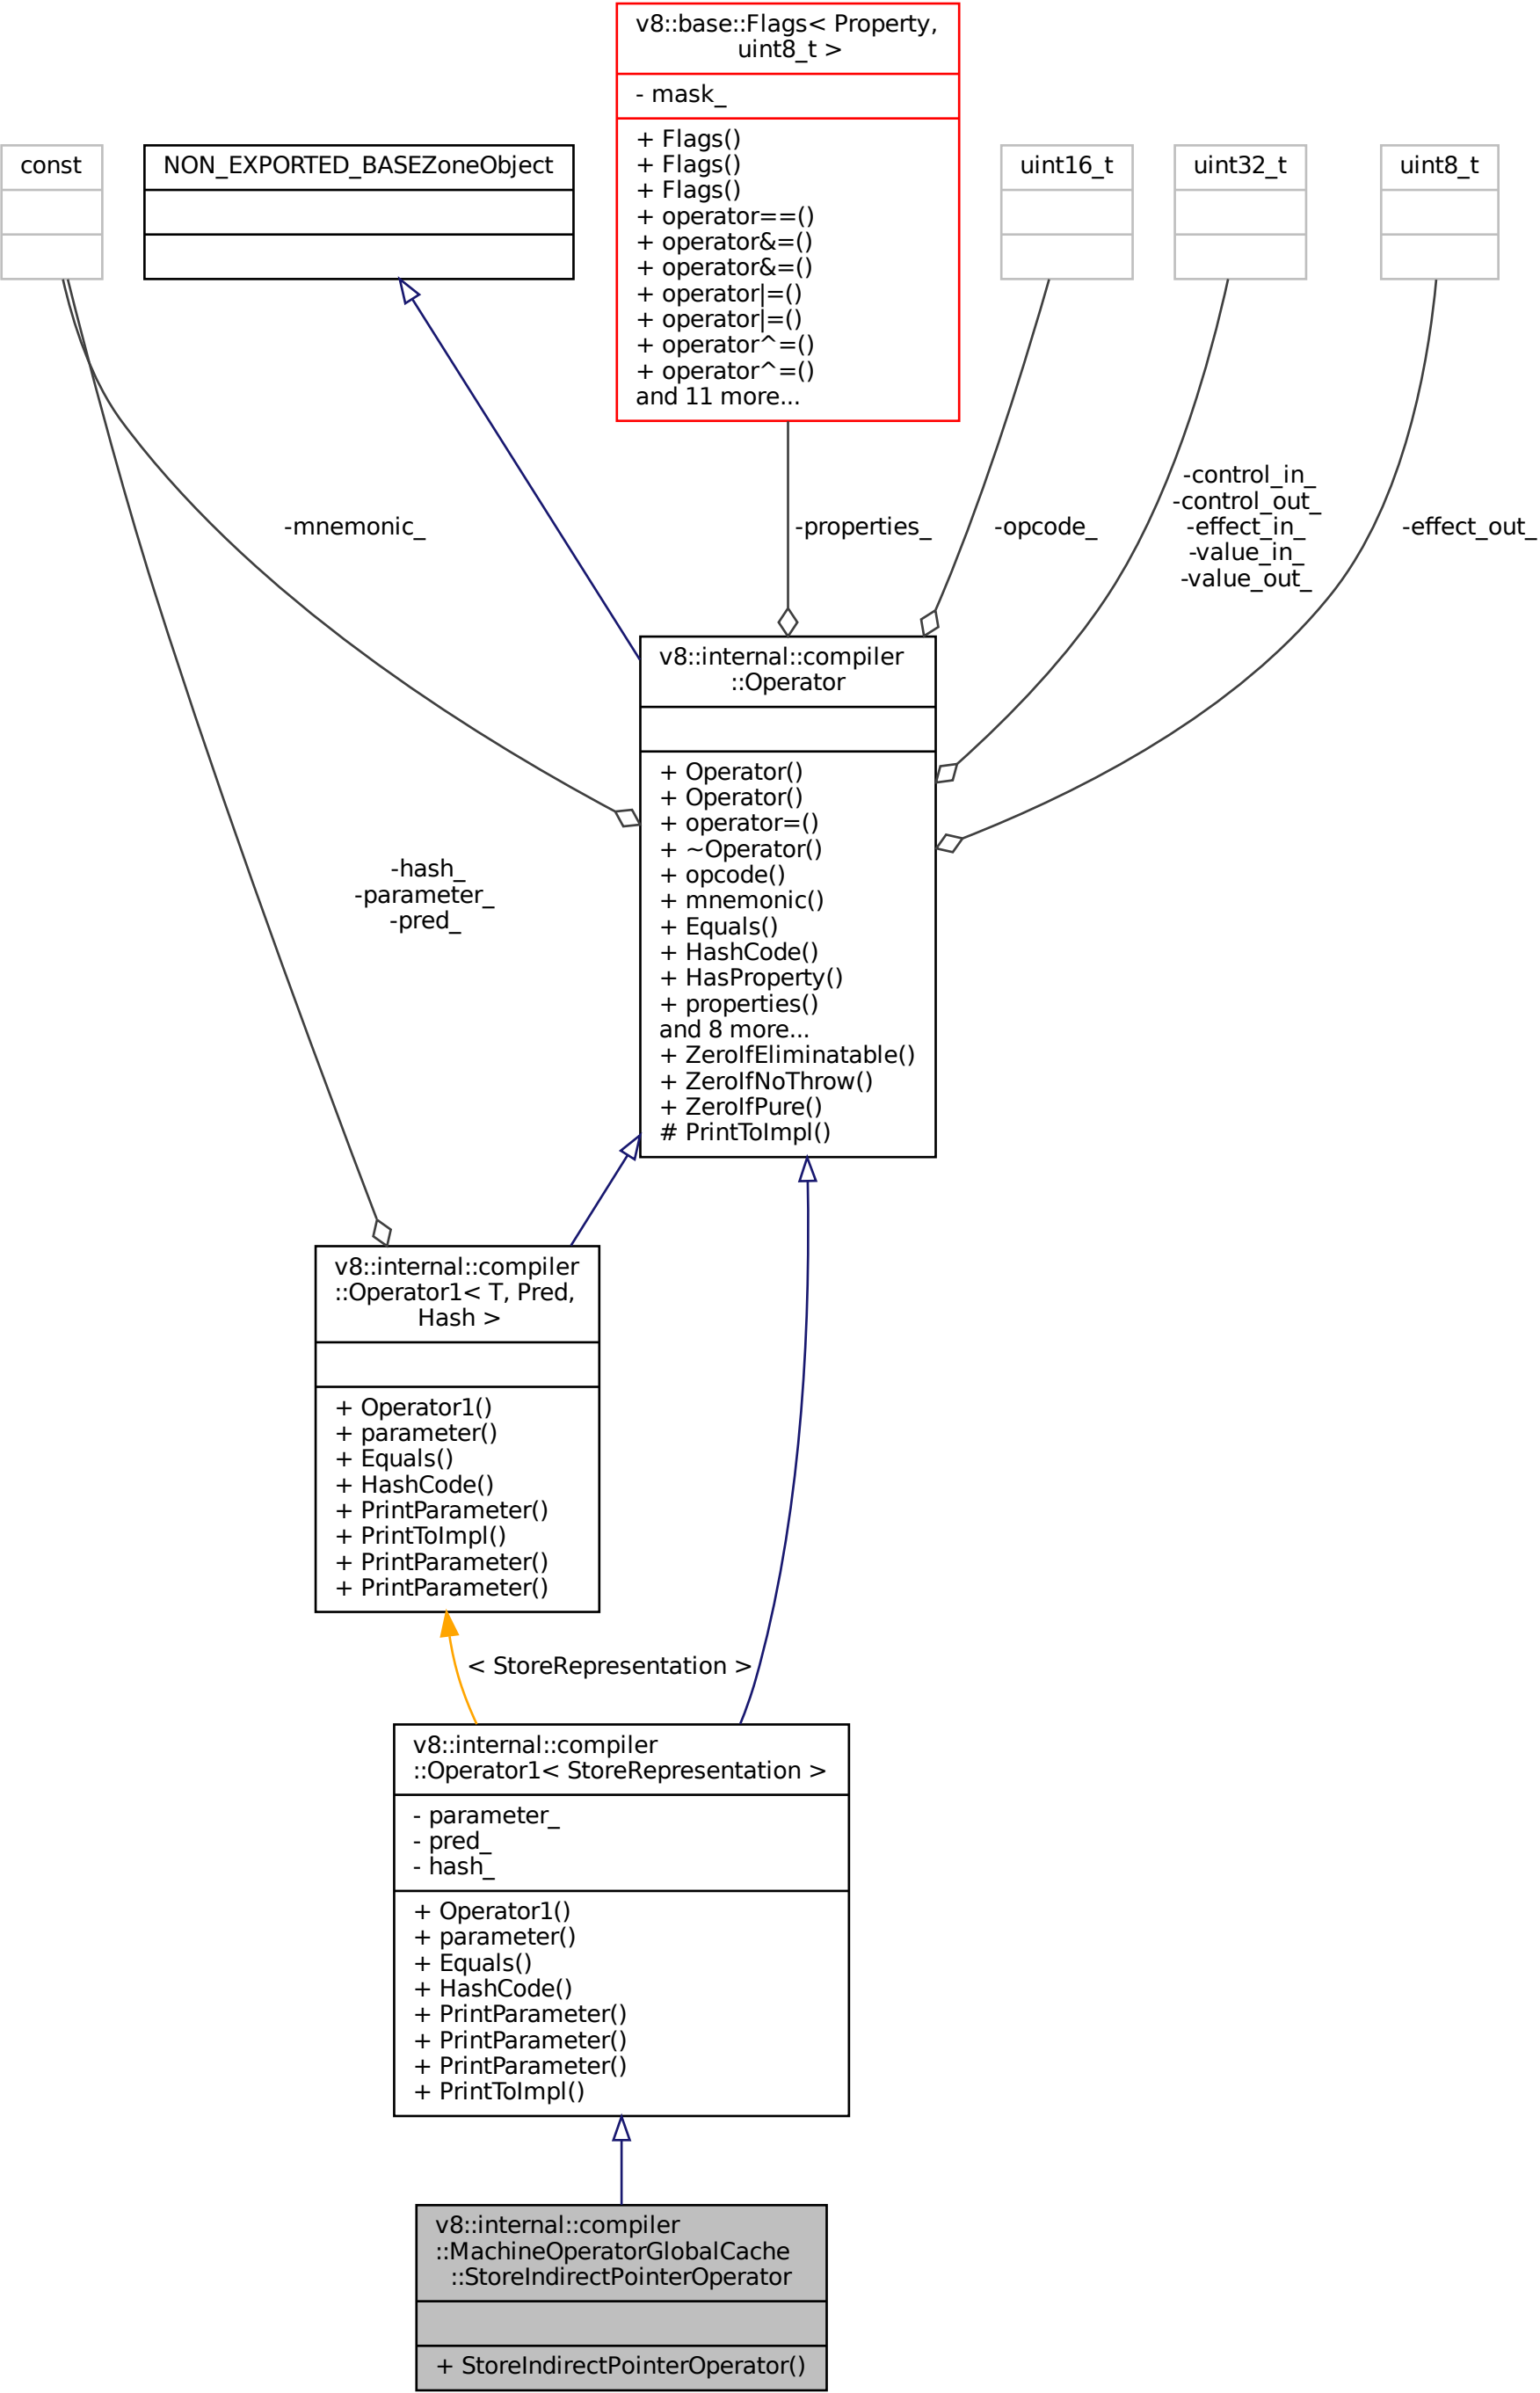 v8::base::Flags< Property,
uint8_t >
- mask_
+ Flags()
+ Flags()
+ Flags()
+ operator==()
+ operator&=()
+ operator&=()
+ operator|=()
+ operator|=()
+ operator^=()
+ operator^=()
and 11 more...
const
NON_EXPORTED_BASEZoneObject
uint16_t
uint32_t
uint8_t
-mnemonic_
-properties_
-opcode_
-control_in_
-control_out_
-effect_in_
-value_in_
-value_out_
-effect_out_
v8::internal::compiler
::Operator
+ Operator()
+ Operator()
+ operator=()
+ ~Operator()
+ opcode()
+ mnemonic()
+ Equals()
+ HashCode()
+ HasProperty()
+ properties()
and 8 more...
+ ZeroIfEliminatable()
+ ZeroIfNoThrow()
+ ZeroIfPure()
# PrintToImpl()
-hash_
-parameter_
-pred_
v8::internal::compiler
::Operator1< T, Pred,
Hash >
+ Operator1()
+ parameter()
+ Equals()
+ HashCode()
+ PrintParameter()
+ PrintToImpl()
+ PrintParameter()
+ PrintParameter()
< StoreRepresentation >
v8::internal::compiler
::Operator1< StoreRepresentation >
- parameter_
- pred_
- hash_
+ Operator1()
+ parameter()
+ Equals()
+ HashCode()
+ PrintParameter()
+ PrintParameter()
+ PrintParameter()
+ PrintToImpl()
v8::internal::compiler
::MachineOperatorGlobalCache
::StoreIndirectPointerOperator
+ StoreIndirectPointerOperator()